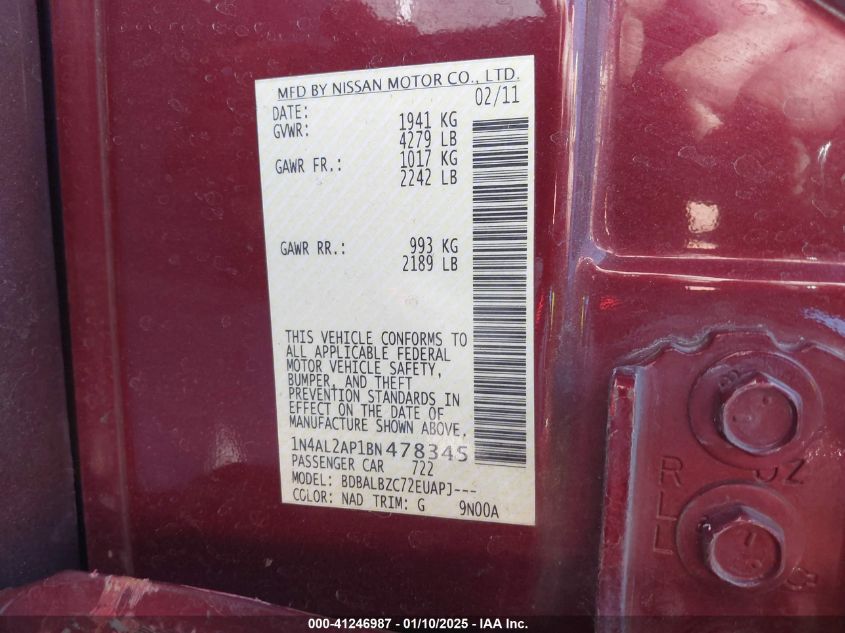 MFD BY NISSAN MOTOR CO., LTD.
DATE: 02/11
GVWR: 1941 KG
4279 LB
GAWR FR.: 1017 KG
2242 LB
GAWR RR.: 993 KG
2189 LB
THIS VEHICLE CONFORMS TO
ALL APPLICABLE FEDERAL
MOTOR VEHICLE SAFETY,
BUMPER, AND THEFT
PREVENTION STANDARDS IN
EFFECT ON THE DATE OF
MANUFACTURE SHOWN ABOVE.
1N4AL2AP1BN478345
PASSENGER CAR 722
MODEL: BDBALBZC72EUAPJ---
COLOR: NAD TRIM: G 9N00A
000-41246987 - 01/10/2025 - IAA Inc.